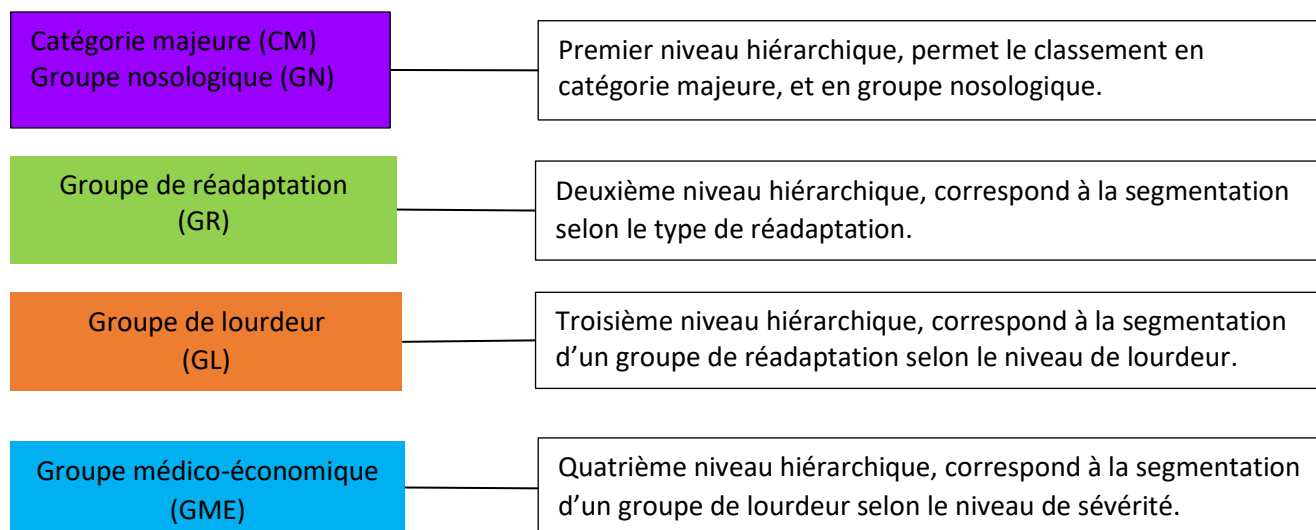 Catégorie majeure (CM)
Groupe nosologique (GN)
Premier niveau hiérarchique, permet le classement en
catégorie majeure, et en groupe nosologique.
Groupe de réadaptation
(GR)
Deuxième niveau hiérarchique, correspond à la segmentation
selon le type de réadaptation.
Groupe de lourdeur
(GL)
Troisième niveau hiérarchique, correspond à la segmentation
d’un groupe de réadaptation selon le niveau de lourdeur.
Groupe médico-économique
(GME)
Quatrième niveau hiérarchique, correspond à la segmentation
d’un groupe de lourdeur selon le niveau de sévérité.